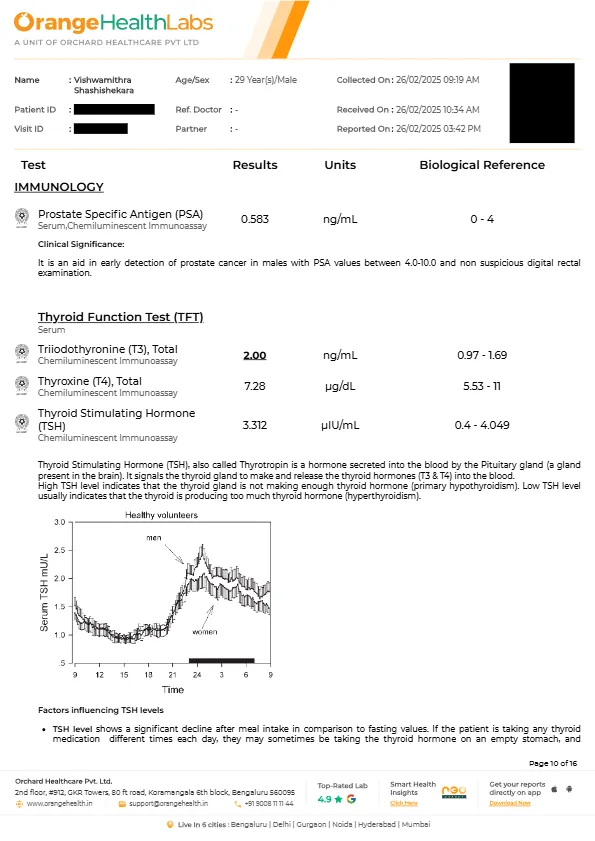 OrangeHealthLabs
A UNIT OF ORCHARD HEALTHCARE PVT LTD
Name : Vishwamithra Shashishekara Age/Sex : 29 Year(s)/Male Collected On : 26/02/2025 09:19 AM
Patient ID : Ref. Doctor : - Received On : 26/02/2025 10:34 AM
Visit ID : Partner : - Reported On : 26/02/2025 03:42 PM
Test Results Units Biological Reference
IMMUNOLOGY
Prostate Specific Antigen (PSA) 0.583 ng/mL 0 - 4
Serum,Chemiluminescent Immunoassay
Clinical Significance:
It is an aid in early detection of prostate cancer in males with PSA values between 4.0-10.0 and non suspicious digital rectal
examination.
Thyroid Function Test (TFT)
Serum
Triiodothyronine (T3), Total 2.00 ng/mL 0.97 - 1.69
Chemiluminescent Immunoassay
Thyroxine (T4), Total 7.28 µg/dL 5.53 - 11
Chemiluminescent Immunoassay
Thyroid Stimulating Hormone
(TSH) 3.312 µIU/mL 0.4 - 4.049
Chemiluminescent Immunoassay
Thyroid Stimulating Hormone (TSH), also called Thyrotropin is a hormone secreted into the blood by the Pituitary gland (a gland
present in the brain). It signals the thyroid gland to make and release the thyroid hormones (T3 & T4) into the blood.
High TSH level indicates that the thyroid gland is not making enough thyroid hormone (primary hypothyroidism). Low TSH level
usually indicates that the thyroid is producing too much thyroid hormone (hyperthyroidism).
Healthy volunteers
men
women
Serum TSH mU/L
3.0
2.5
2.0
1.5
1.0
.5
9 12 15 18 21 24 3 6 9
Time
Factors influencing TSH levels
• TSH level shows a significant decline after meal intake in comparison to fasting values. If the patient is taking any thyroid
medication different times each day, they may sometimes be taking the thyroid hormone on an empty stomach, and
Page 10 of 16
Orchard Healthcare Pvt. Ltd.
2nd floor, #912, GKR Towers, 80 ft road, Koramangala 6th block, Bengaluru 560095
www.orangehealth.in support@orangehealth.in +91 9008 11 11 44
Top-Rated Lab
4.9 ★
Smart Health
Insights
Click Here
Get your reports
directly on app
Download Now
Live In 6 cities : Bengaluru | Delhi | Gurgaon | Noida | Hyderabad | Mumbai